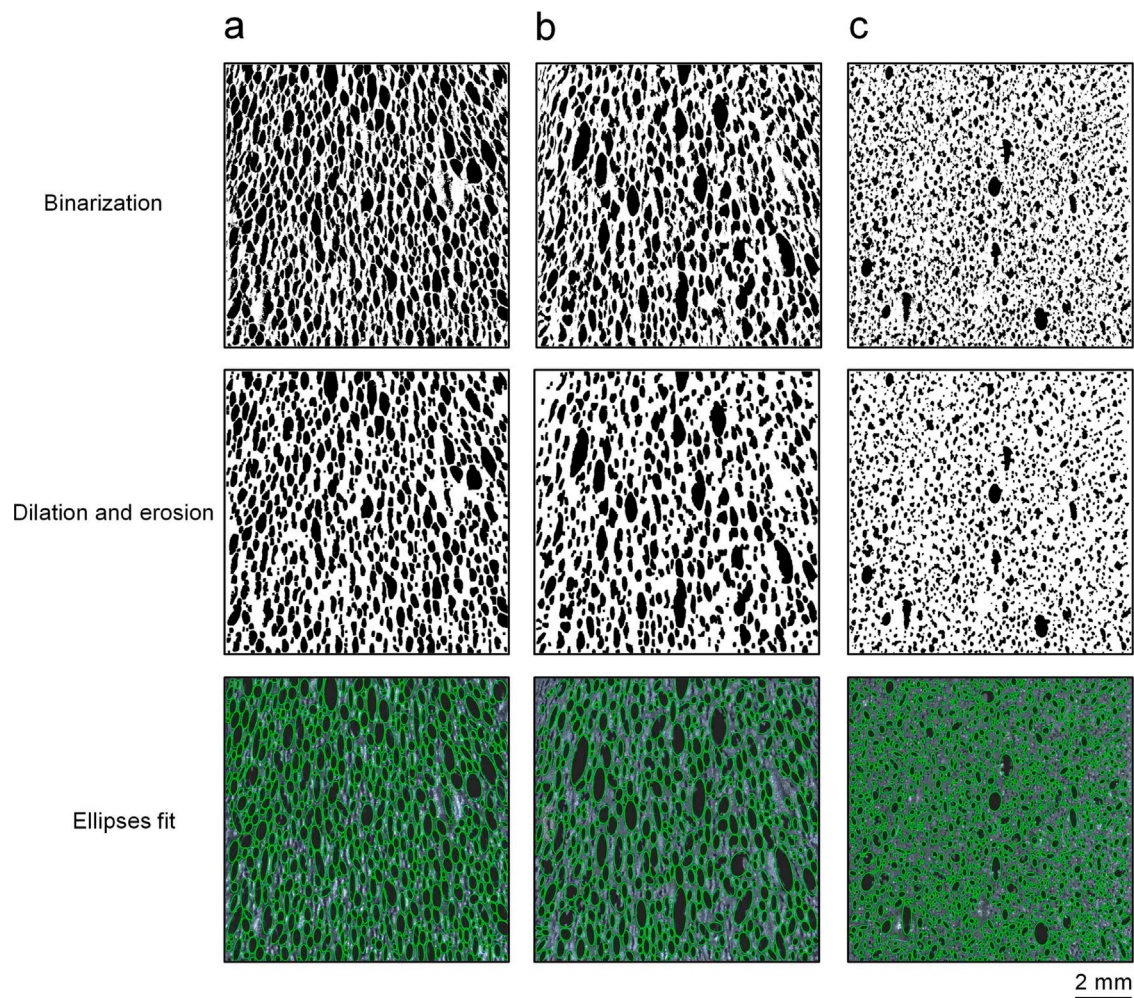 a b c
Binarization
Dilation and erosion
Ellipses fit
2 mm